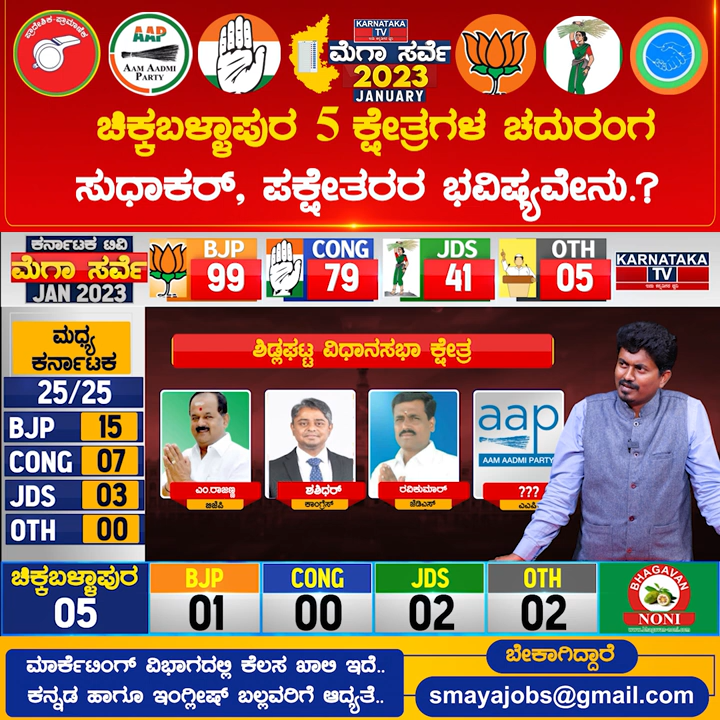 ಪ್ರಾದೇಶಿಕ-ಪ್ರಾಮಾಣಿಕ
AAP
AAM AADMI
PARTY
KARNATAKA
TV
ಮೆಗಾ ಸರ್ವೆ
2023
JANUARY
ಚಿಕ್ಕಬಳ್ಳಾಪುರ 5 ಕ್ಷೇತ್ರಗಳ ಚದುರಂಗ
ಸುಧಾಕರ್, ಪಕ್ಷೇತರರ ಭವಿಷ್ಯವೇನು.?
ಕರ್ನಾಟಕ ಟಿವಿ
ಮೆಗಾ ಸರ್ವೆ
JAN 2023
BJP
99
CONG
79
JDS
41
OTH
05
KARNATAKA
TV
ಮಧ್ಯ
ಕರ್ನಾಟಕ
25/25
BJP 15
CONG 07
JDS 03
OTH 00
ಶಿಡ್ಲಘಟ್ಟ ವಿಧಾನಸಭಾ ಕ್ಷೇತ್ರ
ಎಂ.ರಾಜಣ್ಣ
ಬಿಜೆಪಿ
ಶಶಿಧರ್
ಕಾಂಗ್ರೆಸ್
ರವಿಕುಮಾರ್
ಜೆಡಿಎಸ್
aap
AAM AADMI PARTY
???
ಎಎಪಿ
ಚಿಕ್ಕಬಳ್ಳಾಪುರ
05
BJP
01
CONG
00
JDS
02
OTH
02
BHAGAVAN
NONI
ಮಾರ್ಕೆಟಿಂಗ್ ವಿಭಾಗದಲ್ಲಿ ಕೆಲಸ ಖಾಲಿ ಇದೆ..
ಕನ್ನಡ ಹಾಗೂ ಇಂಗ್ಲೀಷ್ ಬಲ್ಲವರಿಗೆ ಆದ್ಯತೆ..
ಬೇಕಾಗಿದ್ದಾರೆ
smayajobs@gmail.com